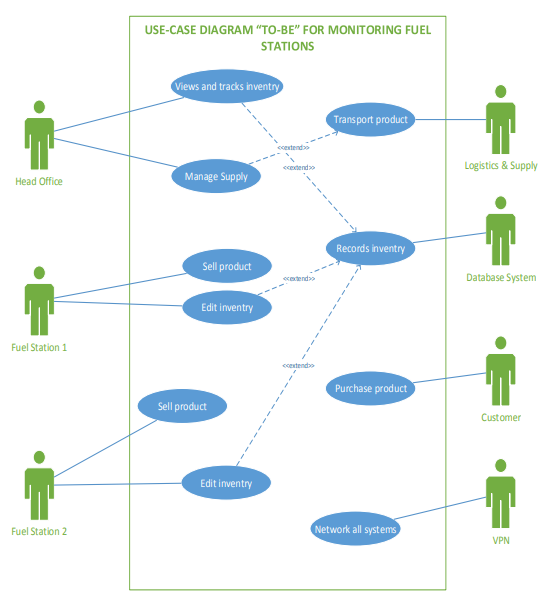 USE-CASE DIAGRAM “TO-BE” FOR MONITORING FUEL
STATIONS
Views and tracks inventry
Transport product
<<extend>>
Logistics & Supply
<<extend>>
Manage Supply
Head Office
Records inventry
Sell product
Database System
<<extend>>
Edit inventry
Fuel Station 1
<<extend>>
Purchase product
Sell product
Customer
Edit inventry
Fuel Station 2
Network all systems
VPN